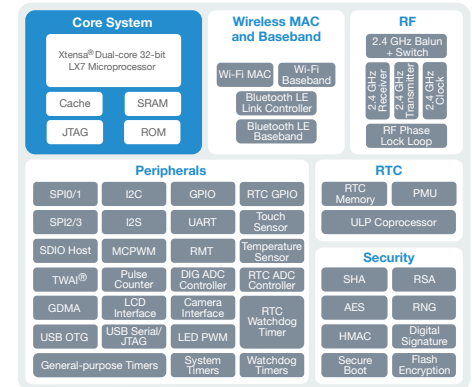 Core System
Xtensa® Dual-core 32-bit
LX7 Microprocessor
Cache
SRAM
JTAG
ROM
Wireless MAC
and Baseband
Wi-Fi MAC
Wi-Fi
Baseband
Bluetooth LE
Link Controller
Bluetooth LE
Baseband
RF
2.4 GHz Balun
+ Switch
2.4 GHz
Receiver
2.4 GHz
Transmitter
2.4 GHz
Clock
RF Phase
Lock Loop
Peripherals
SPI0/1
I2C
GPIO
RTC GPIO
SPI2/3
I2S
UART
Touch
Sensor
SDIO Host
MCPWM
RMT
Temperature
Sensor
TWAI®
Pulse
Counter
DIG ADC
Controller
RTC ADC
Controller
GDMA
LCD
Interface
Camera
Interface
RTC
Watchdog
Timer
USB OTG
USB Serial/
JTAG
LED PWM
General-purpose Timers
System
Timers
Watchdog
Timers
RTC
RTC
Memory
PMU
ULP Coprocessor
Security
SHA
RSA
AES
RNG
HMAC
Digital
Signature
Secure
Boot
Flash
Encryption